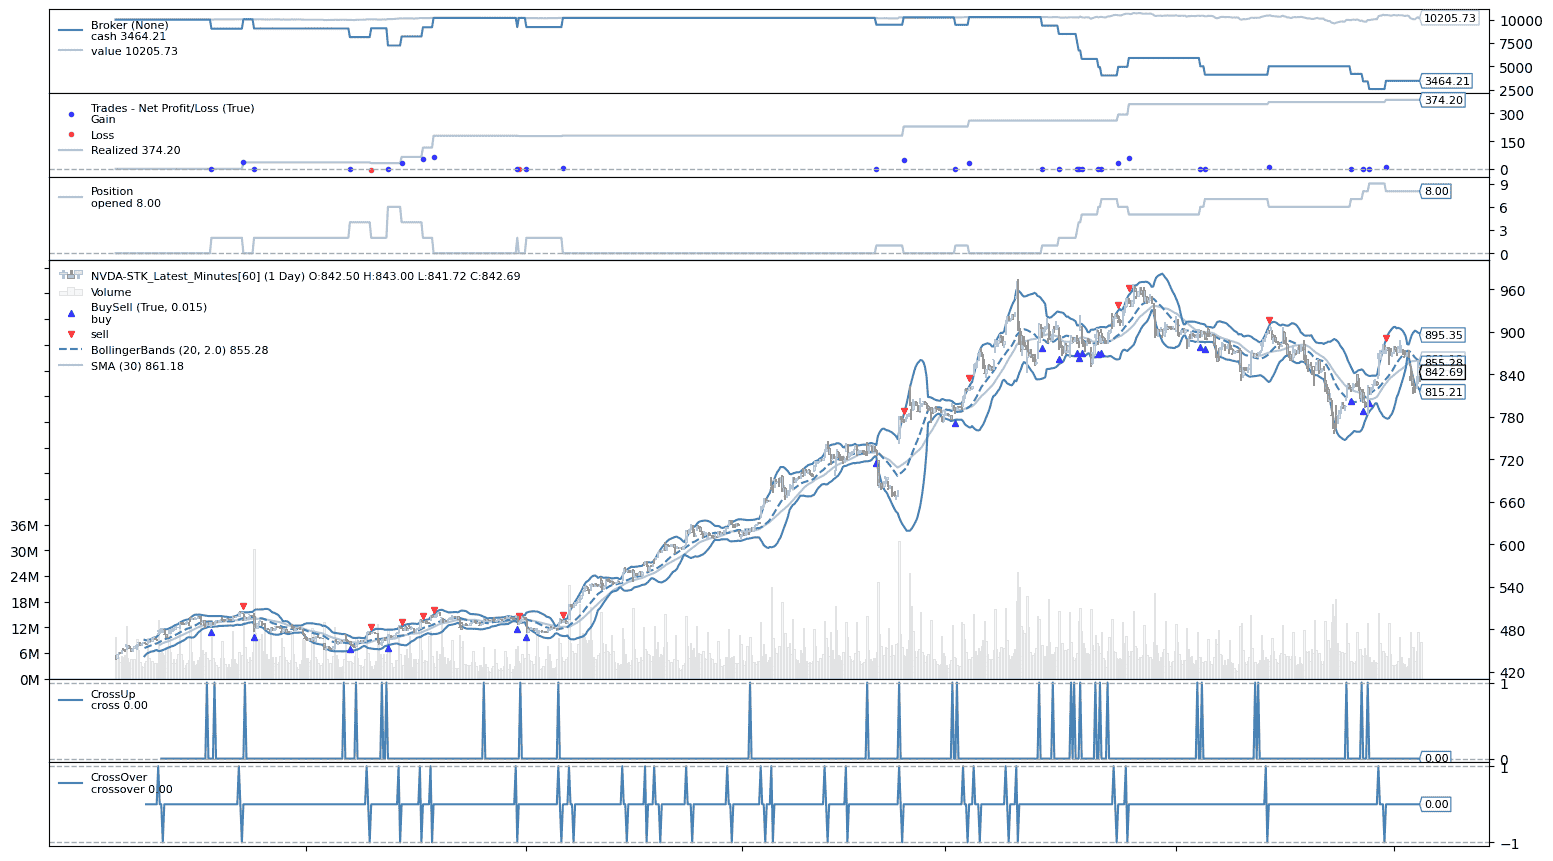 Broker (None)
cash 3464.21
value 10205.73
10205.73
3464.21
10000
7500
5000
2500
Trades - Net Profit/Loss (True)
Gain
Loss
Realized 374.20
374.20
300
150
0
Position
opened 8.00
8.00
9
6
3
0
NVDA-STK_Latest_Minutes[60] (1 Day) O:842.50 H:843.00 L:841.72 C:842.69
Volume
BuySell (True, 0.015)
buy
sell
BollingerBands (20, 2.0) 855.28
SMA (30) 861.18
895.35
855.28
842.69
815.21
960
900
840
780
720
660
600
540
480
420
36M
30M
24M
18M
12M
6M
0M
CrossUp
cross 0.00
0.00
1
0
CrossOver
crossover 0.00
0.00
1
−1